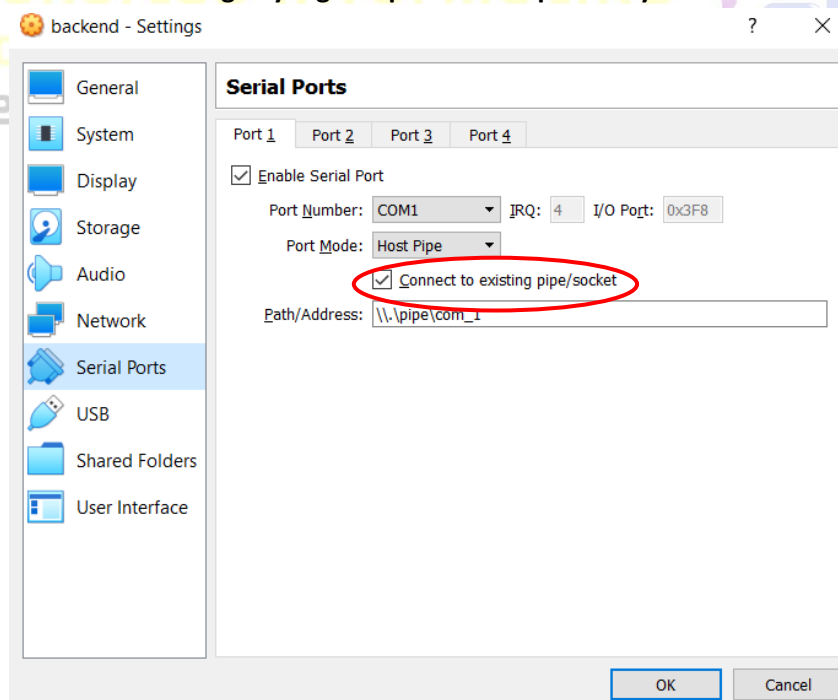 backend - Settings
?
General
System
Display
Storage
Audio
Network
Serial Ports
USB
Shared Folders
User Interface
Serial Ports
Port 1 Port 2 Port 3 Port 4
Enable Serial Port
Port Number: COM1 IRQ: 4 I/O Port: 0x3F8
Port Mode: Host Pipe
Connect to existing pipe/socket
Path/Address: \\.\pipe\com_1
OK Cancel